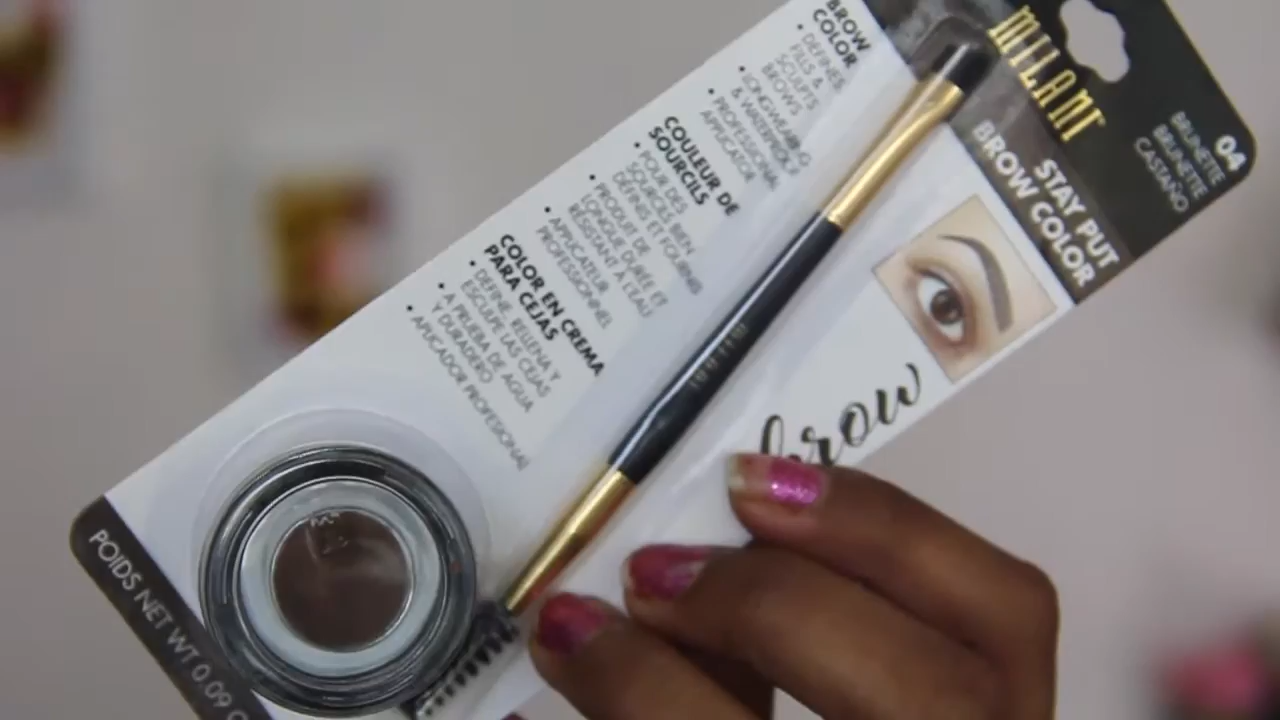 MILANI
04
BRUNETTE
BRUNETTE
CASTAÑO
STAY PUT
BROW COLOR
brow
BROW
COLOR
• DEFINES,
FILLS &
SCULPTS
BROWS
• LONGWEARING
& WATERPROOF
• PROFESSIONAL
APPLICATOR
COULEUR DE
SOURCILS
• POUR DES
SOURCILS BIEN
DÉFINIS ET FOURNIS
• PRODUIT DE
LONGUE DURÉE ET
RÉSISTANT À L'EAU
• APPLICATEUR
PROFESSIONNEL
COLOR EN CREMA
PARA CEJAS
• DEFINE, RELLENA Y
ESCULPE LAS CEJAS
• A PRUEBA DE AGUA
Y DURADERO
• APLICADOR PROFESIONAL
POIDS NET WT 0.09